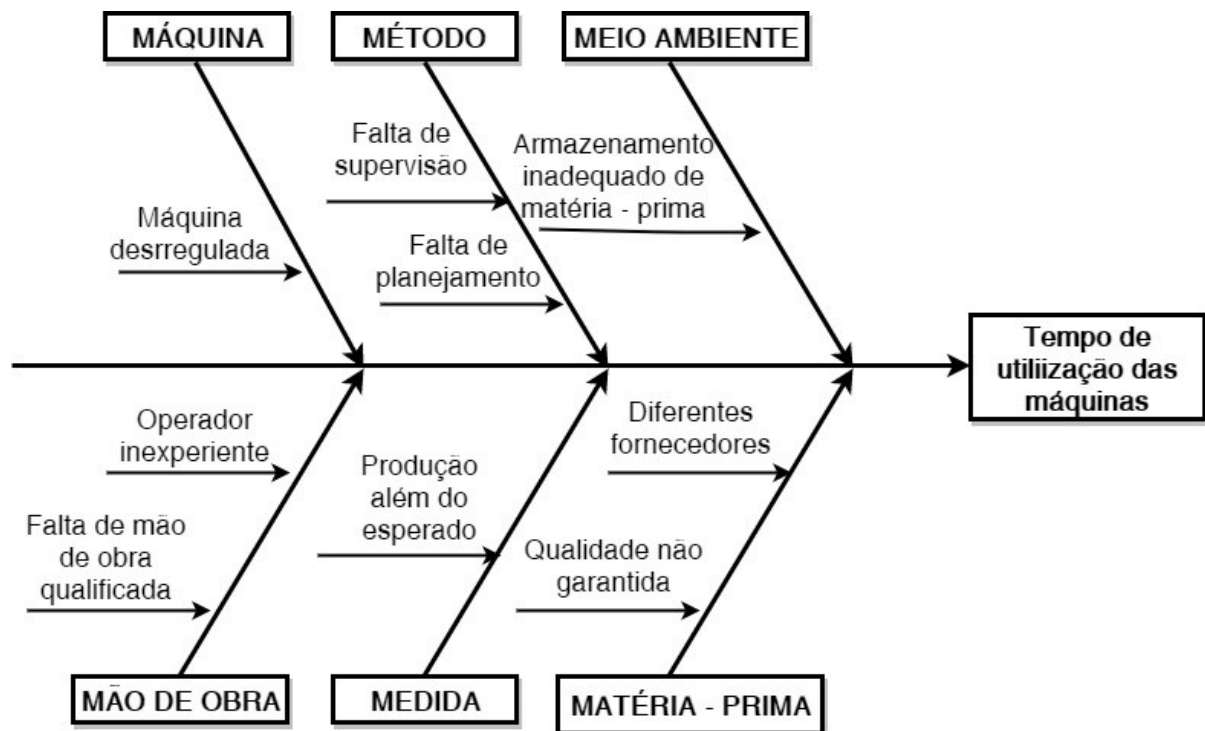 MÁQUINA
MÉTODO
MEIO AMBIENTE
Falta de
supervisão
Armazenamento
inadequado de
matéria - prima
Máquina
desrregulada
Falta de
planejamento
Tempo de
utiliização das
máquinas
Operador
inexperiente
Diferentes
fornecedores
Produção
além do
esperado
Falta de mão
de obra
qualificada
Qualidade não
garantida
MÃO DE OBRA
MEDIDA
MATÉRIA - PRIMA